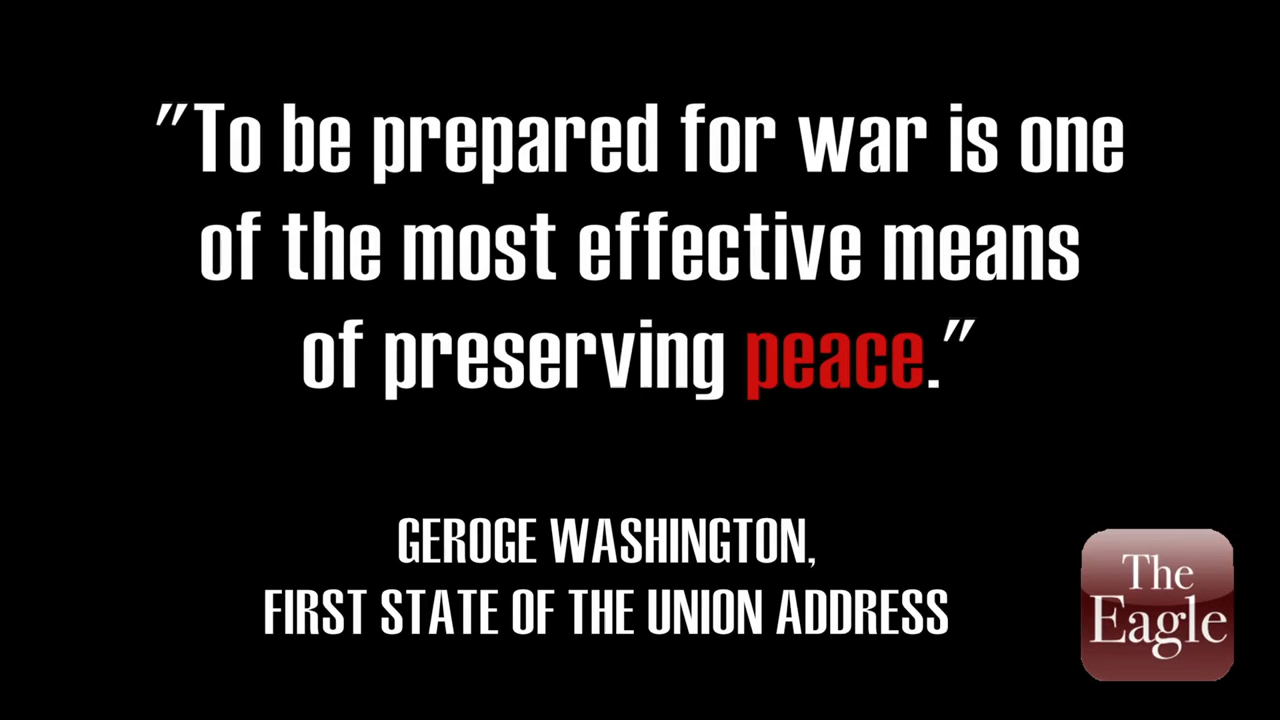 "To be prepared for war is one
of the most effective means
of preserving peace."
GEROGE WASHINGTON,
FIRST STATE OF THE UNION ADDRESS
The
Eagle